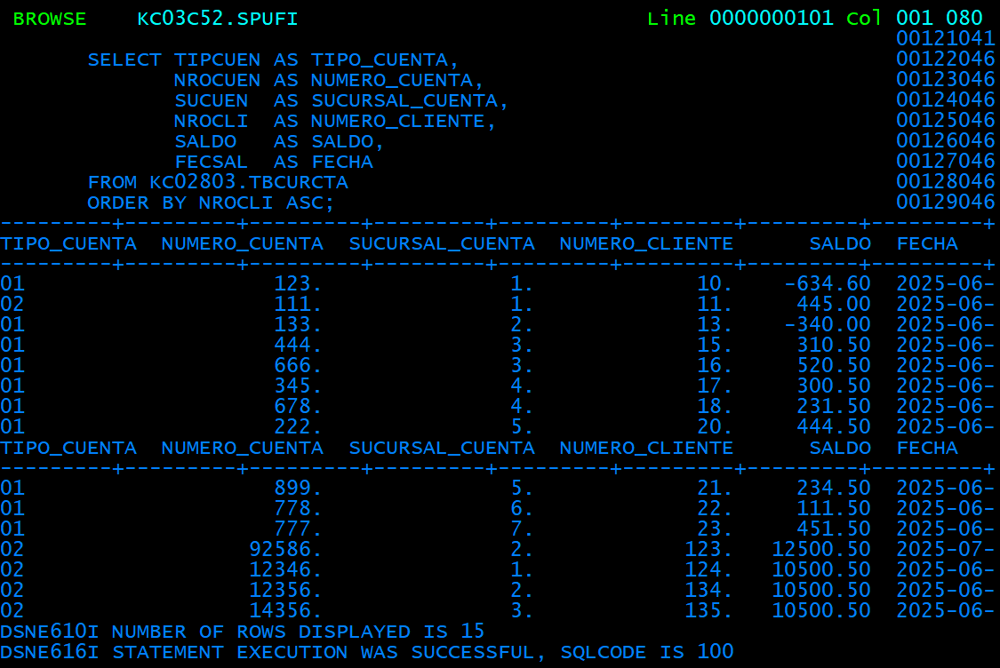 BROWSE    KC03C52.SPUFI                            Line 0000000101 Col 001 080
                                                                        00121041
       SELECT TIPCUEN AS TIPO_CUENTA,                                   00122046
              NROCUEN AS NUMERO_CUENTA,                                 00123046
              SUCUEN  AS SUCURSAL_CUENTA,                               00124046
              NROCLI  AS NUMERO_CLIENTE,                                00125046
              SALDO   AS SALDO,                                         00126046
              FECSAL  AS FECHA                                          00127046
       FROM KC02803.TBCURCTA                                            00128046
       ORDER BY NROCLI ASC;                                             00129046
---------+---------+---------+---------+---------+---------+---------+---------+
TIPO_CUENTA  NUMERO_CUENTA  SUCURSAL_CUENTA  NUMERO_CLIENTE      SALDO  FECHA
---------+---------+---------+---------+---------+---------+---------+---------+
01                    123.               1.             10.    -634.60  2025-06-
02                    111.               1.             11.     445.00  2025-06-
01                    133.               2.             13.    -340.00  2025-06-
01                    444.               3.             15.     310.50  2025-06-
01                    666.               3.             16.     520.50  2025-06-
01                    345.               4.             17.     300.50  2025-06-
01                    678.               4.             18.     231.50  2025-06-
01                    222.               5.             20.     444.50  2025-06-
TIPO_CUENTA  NUMERO_CUENTA  SUCURSAL_CUENTA  NUMERO_CLIENTE      SALDO  FECHA
---------+---------+---------+---------+---------+---------+---------+---------+
01                    899.               5.             21.     234.50  2025-06-
01                    778.               6.             22.     111.50  2025-06-
01                    777.               7.             23.     451.50  2025-06-
02                  92586.               2.            123.   12500.50  2025-07-
02                  12346.               1.            124.   10500.50  2025-06-
02                  12356.               2.            134.   10500.50  2025-06-
02                  14356.               3.            135.   10500.50  2025-06-
DSNE610I NUMBER OF ROWS DISPLAYED IS 15
DSNE616I STATEMENT EXECUTION WAS SUCCESSFUL, SQLCODE IS 100